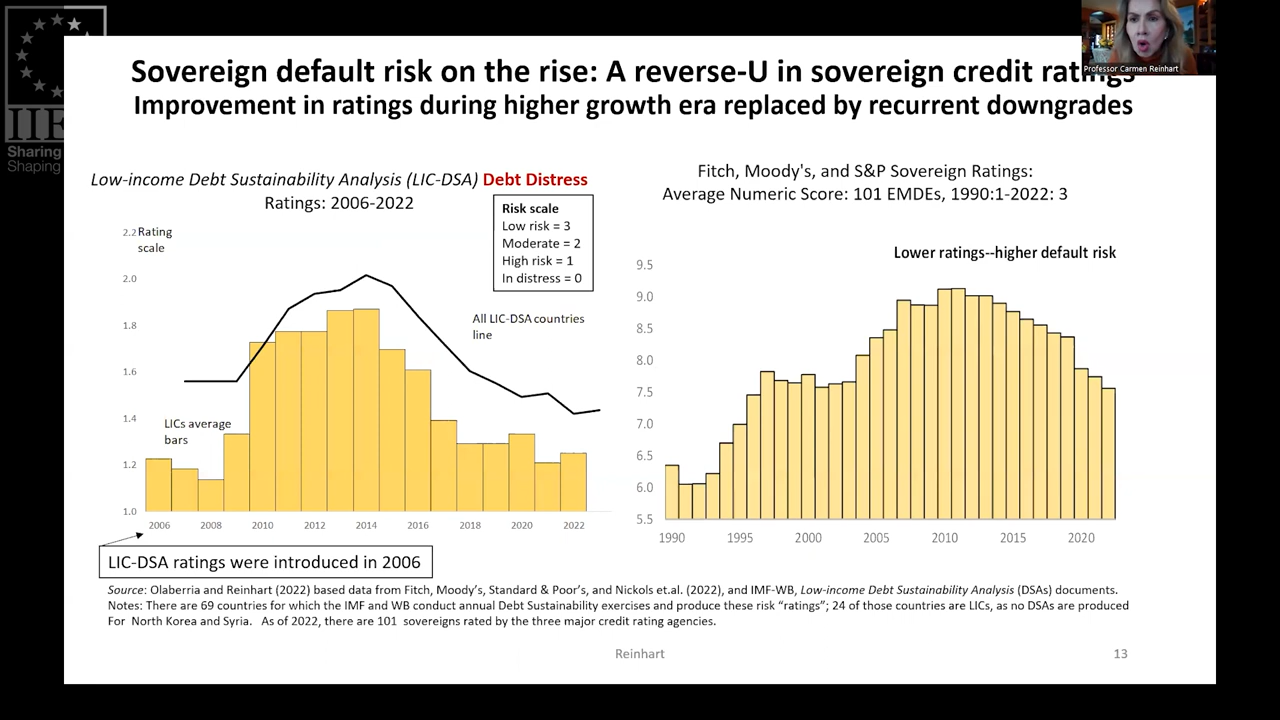 IIE
Sharing
Shaping
Professor Carmen Reinhart
Sovereign default risk on the rise: A reverse-U in sovereign credit ratings
Improvement in ratings during higher growth era replaced by recurrent downgrades
Low-income Debt Sustainability Analysis (LIC-DSA) Debt Distress
Ratings: 2006-2022
Risk scale
Low risk = 3
Moderate = 2
High risk = 1
In distress = 0
2.2 Rating
scale
2.0
1.8
1.6
1.4
1.2
1.0
All LIC-DSA countries
line
LICs average
bars
2006 2008 2010 2012 2014 2016 2018 2020 2022
LIC-DSA ratings were introduced in 2006
Fitch, Moody's, and S&P Sovereign Ratings:
Average Numeric Score: 101 EMDEs, 1990:1-2022: 3
Lower ratings--higher default risk
9.5
9.0
8.5
8.0
7.5
7.0
6.5
6.0
5.5
1990 1995 2000 2005 2010 2015 2020
Source: Olaberria and Reinhart (2022) based data from Fitch, Moody's, Standard & Poor's, and Nickols et.al. (2022), and IMF-WB, Low-income Debt Sustainability Analysis (DSAs) documents.
Notes: There are 69 countries for which the IMF and WB conduct annual Debt Sustainability exercises and produce these risk “ratings”; 24 of those countries are LICs, as no DSAs are produced
For North Korea and Syria. As of 2022, there are 101 sovereigns rated by the three major credit rating agencies.
Reinhart
13